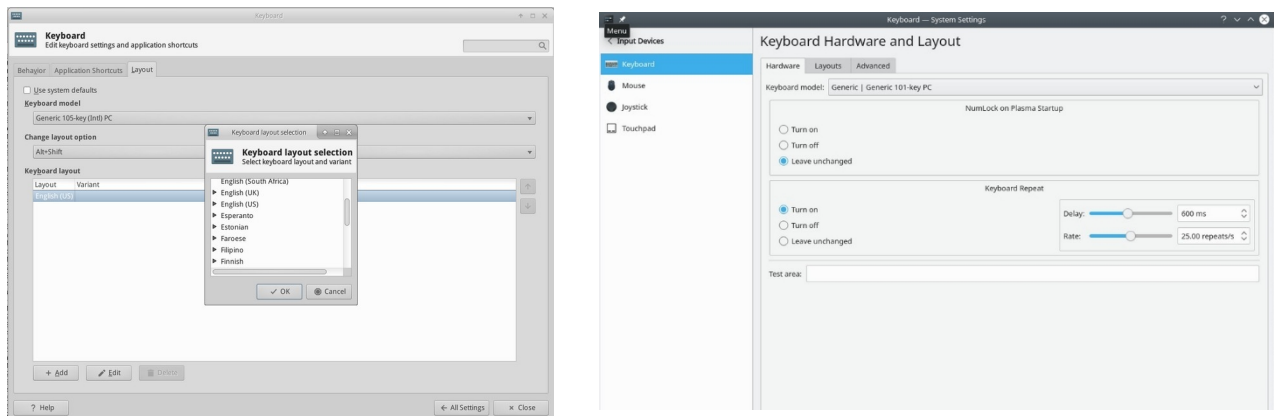 Keyboard
Keyboard
Edit keyboard settings and application shortcuts
Behavior Application Shortcuts Layout
Use system defaults
Keyboard model
Generic 105-key (Intl) PC
Change layout option
Alt+Shift
Keyboard layout
Layout Variant
English (US)
Keyboard layout selection
Keyboard layout selection
Select keyboard layout and variant
English (South Africa)
English (UK)
English (US)
Esperanto
Estonian
Faroese
Filipino
Finnish
OK Cancel
+ Add Edit Delete
? Help All Settings × Close
Keyboard — System Settings
Menu
< Input Devices
Keyboard
Mouse
Joystick
Touchpad
Keyboard Hardware and Layout
Hardware Layouts Advanced
Keyboard model: Generic | Generic 101-key PC
NumLock on Plasma Startup
Turn on
Turn off
Leave unchanged
Keyboard Repeat
Turn on
Turn off
Leave unchanged
Delay: 600 ms
Rate: 25.00 repeats/s
Test area: